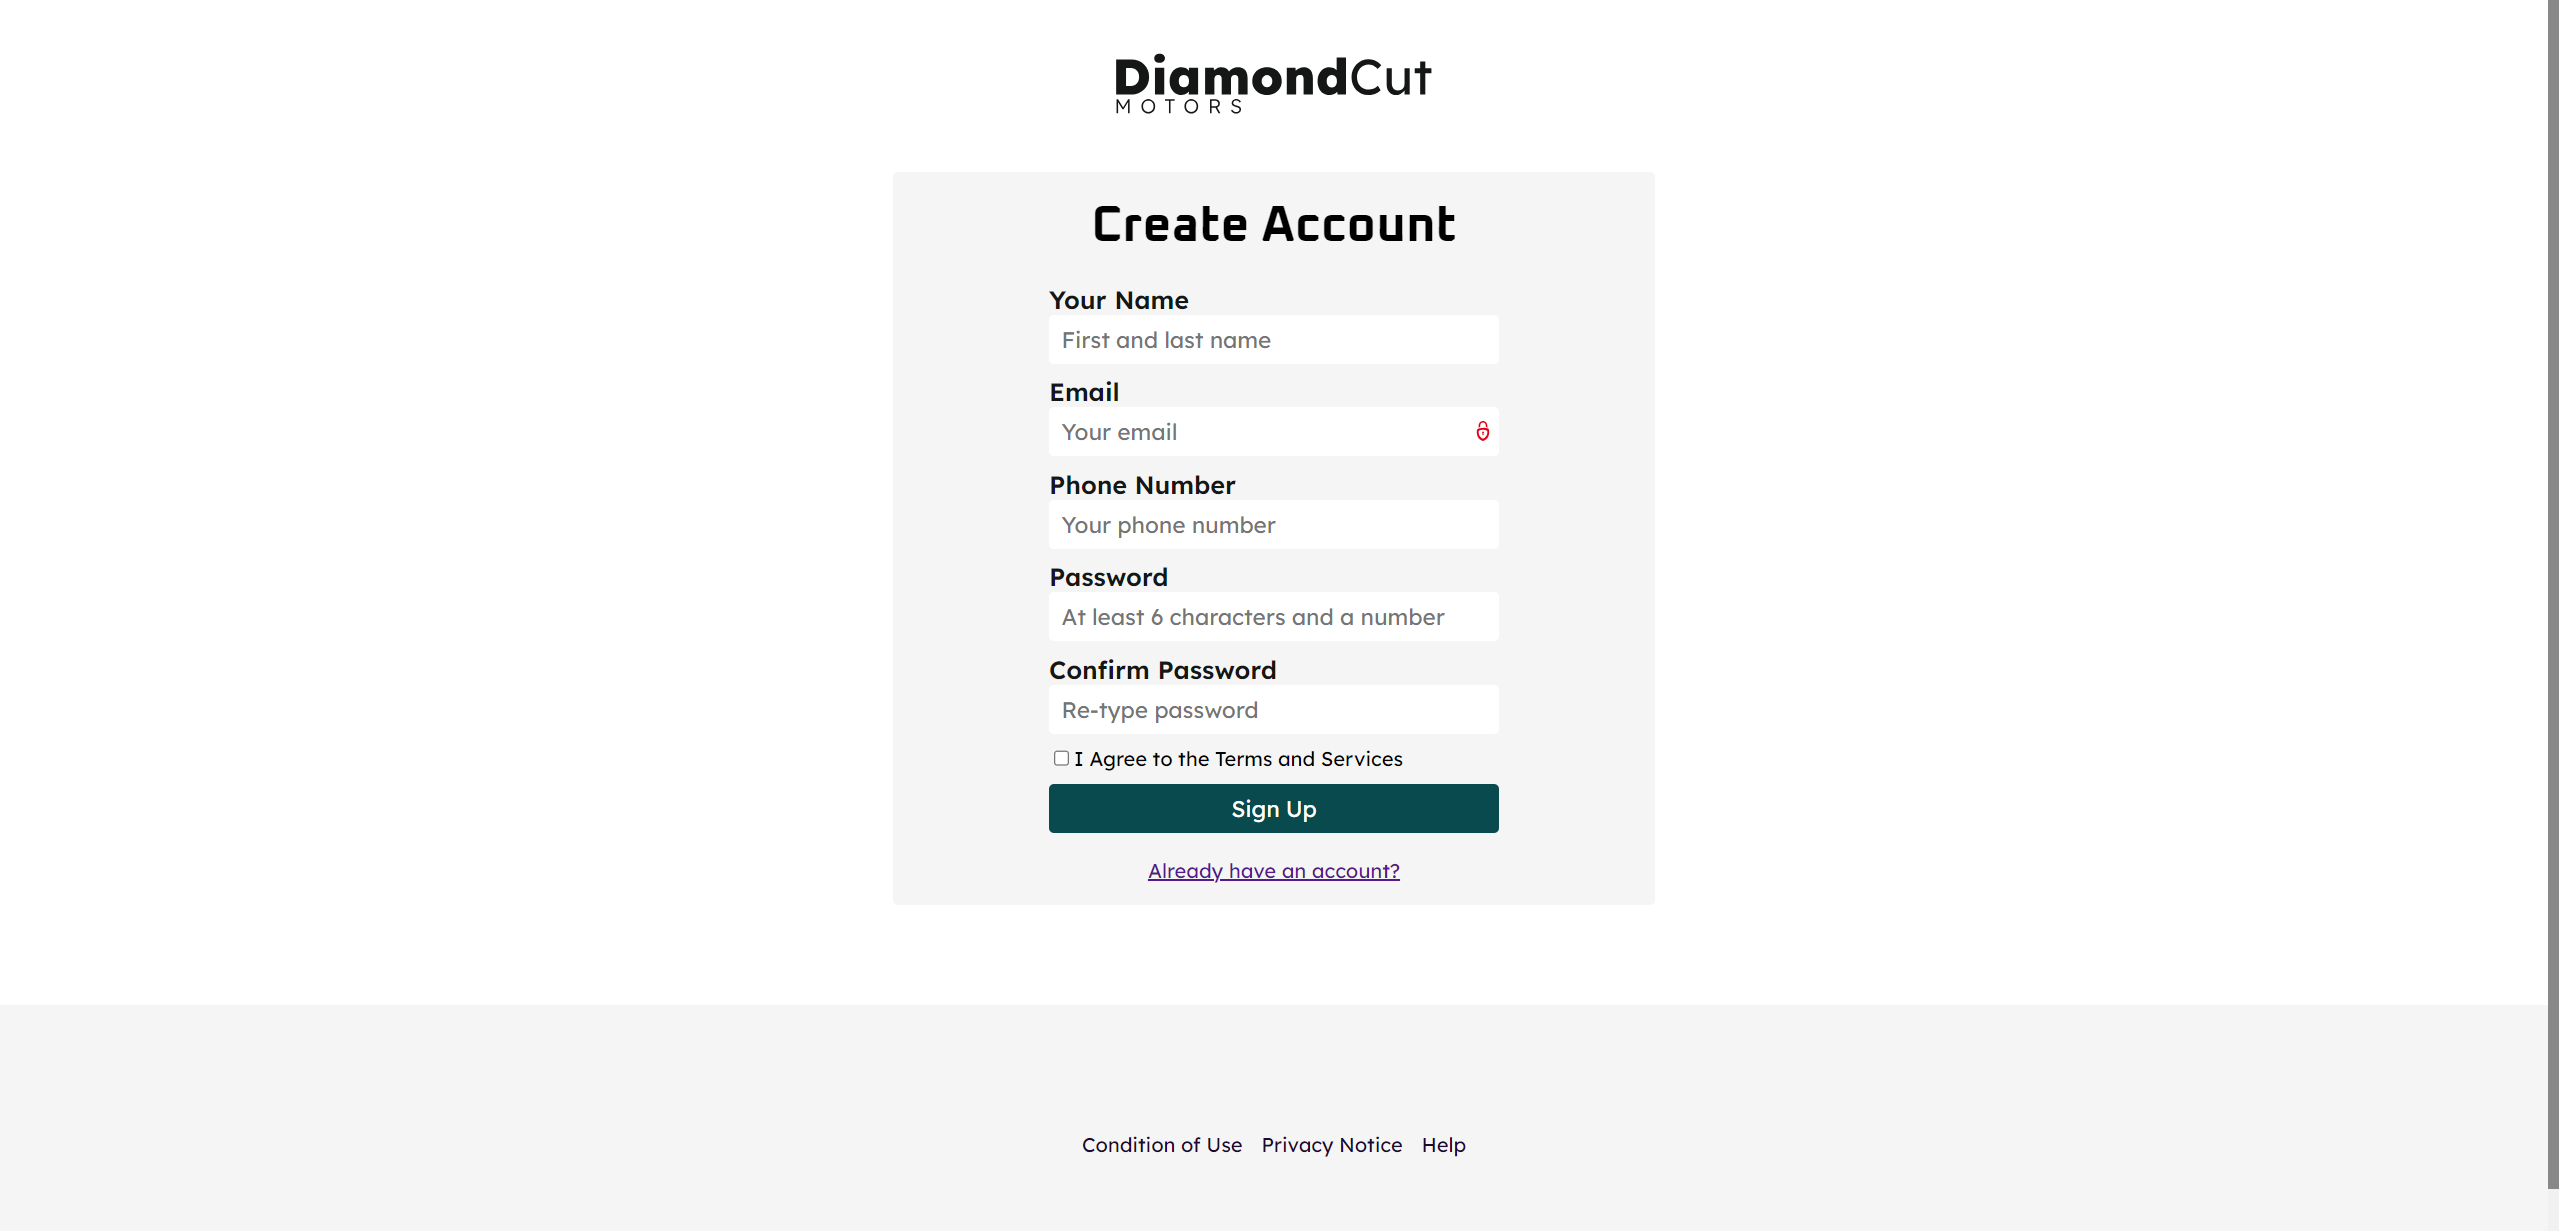 DiamondCut
MOTORS
Create Account
Your Name
First and last name
Email
Your email
Phone Number
Your phone number
Password
At least 6 characters and a number
Confirm Password
Re-type password
I Agree to the Terms and Services
Sign Up
Already have an account?
Condition of Use Privacy Notice Help